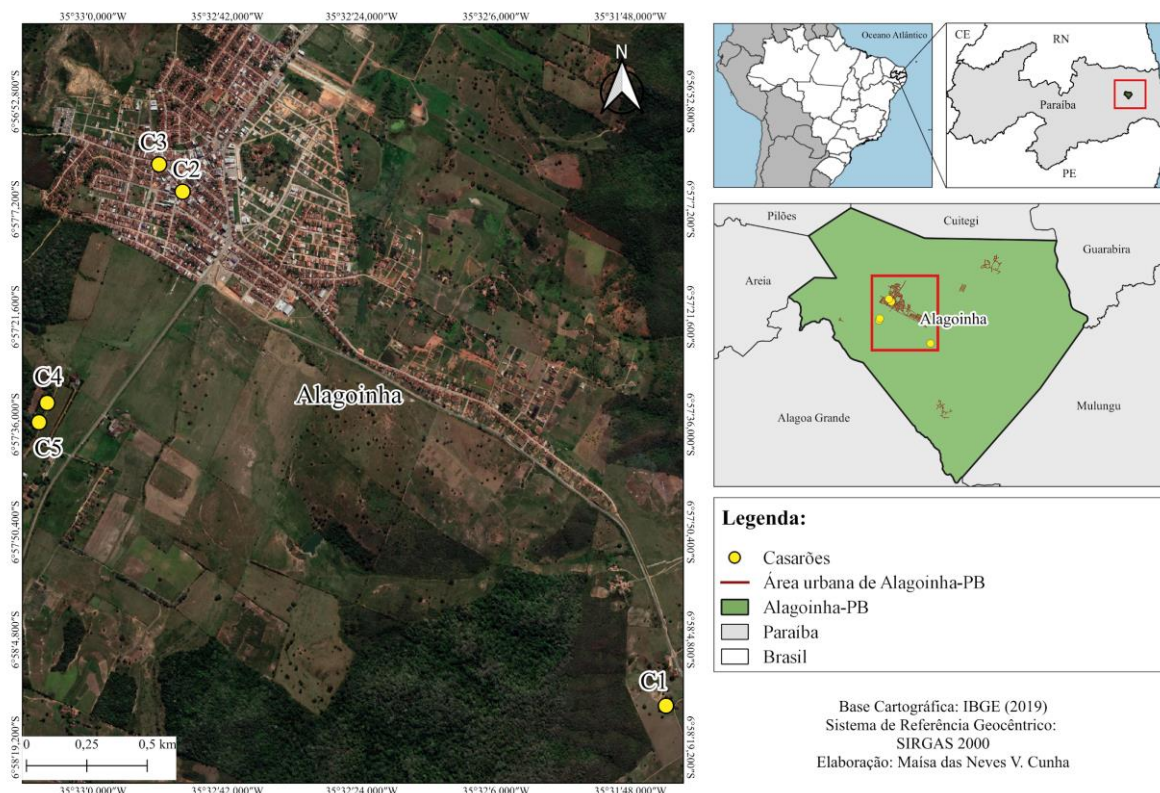 35°33'0,000"S 35°32'42,000"S 35°32'24,000"S 35°32'6,000"S 35°31'48,000"S
6°56'52,800"S
6°57'7,200"S
6°57'21,600"S
6°57'36,000"S
6°57'50,400"S
6°58'4,800"S
6°58'19,200"S
N
C3
C2
C4
C5
Alagoinha
C1
0 0,25 0,5 km
6°56'52,800"S
6°57'7,200"S
6°57'21,600"S
6°57'36,000"S
6°57'50,400"S
6°58'4,800"S
6°58'19,200"S
35°33'0,000"S 35°32'42,000"S 35°32'24,000"S 35°32'6,000"S 35°31'48,000"S
Oceano Atlântico
CE
RN
Paraíba
PE
Pilões
Cuitegi
Guarabira
Areia
Alagoinha
Alagoa Grande
Mulungu
Legenda:
Casarões
Área urbana de Alagoinha-PB
Alagoinha-PB
Paraíba
Brasil
Base Cartográfica: IBGE (2019)
Sistema de Referência Geocêntrico:
SIRGAS 2000
Elaboração: Maísa das Neves V. Cunha